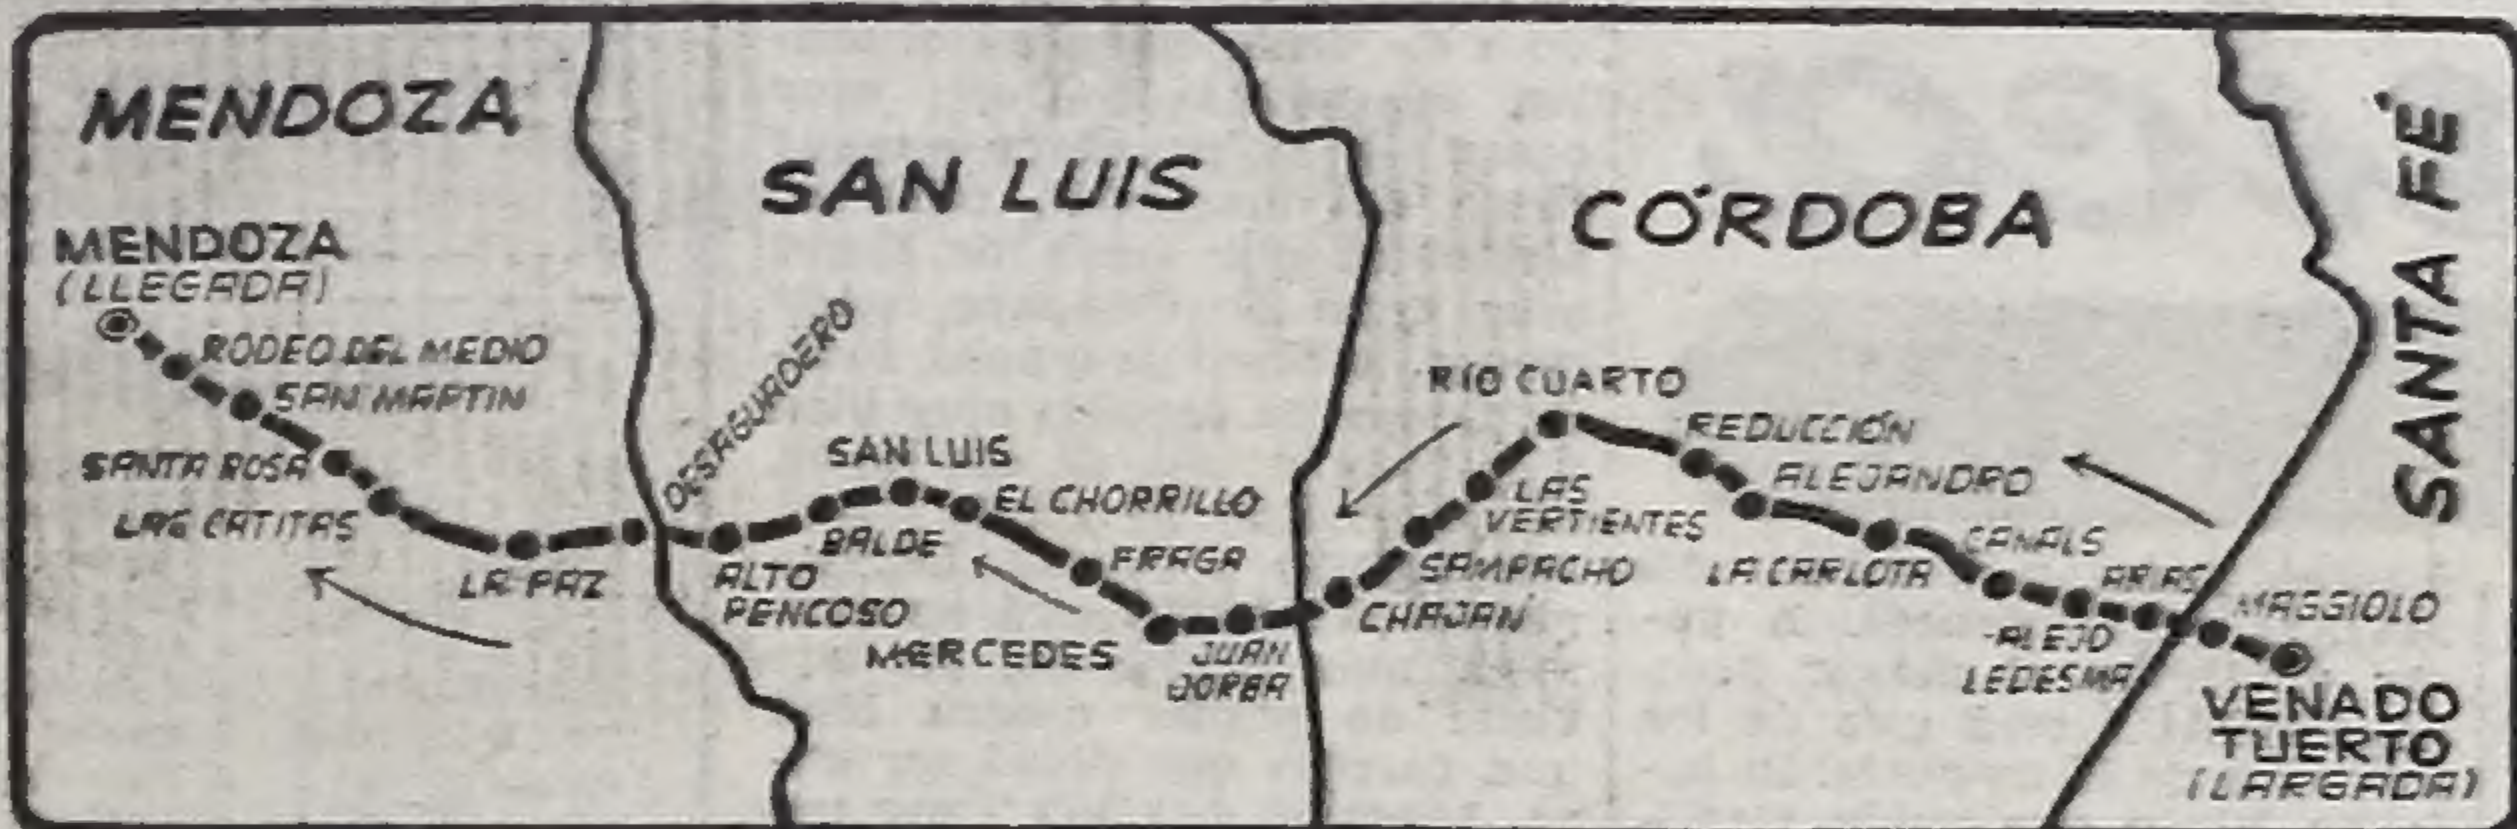 MENDOZA
SAN LUIS
CÓRDOBA
SANTA FÉ
MENDOZA
(LLEGADA)
RODEO DEL MEDIO
SAN MARTIN
SANTA ROSA
LAS CATITAS
LA PAZ
DESAGUADERO
ALTO
PENCOSO
BALDE
SAN LUIS
EL CHORRILLO
FRAGA
MERCEDES
JUAN
JORBA
CHAJAN
SAMPACHO
LAS
VERTIENTES
RÍO CUARTO
REDUCCIÓN
ALEJANDRO
LA CARLOTA
CANALS
ALEJO
LEDESMA
ARIAS
MAGGIOLO
VENADO
TUERTO
(LARGADA)